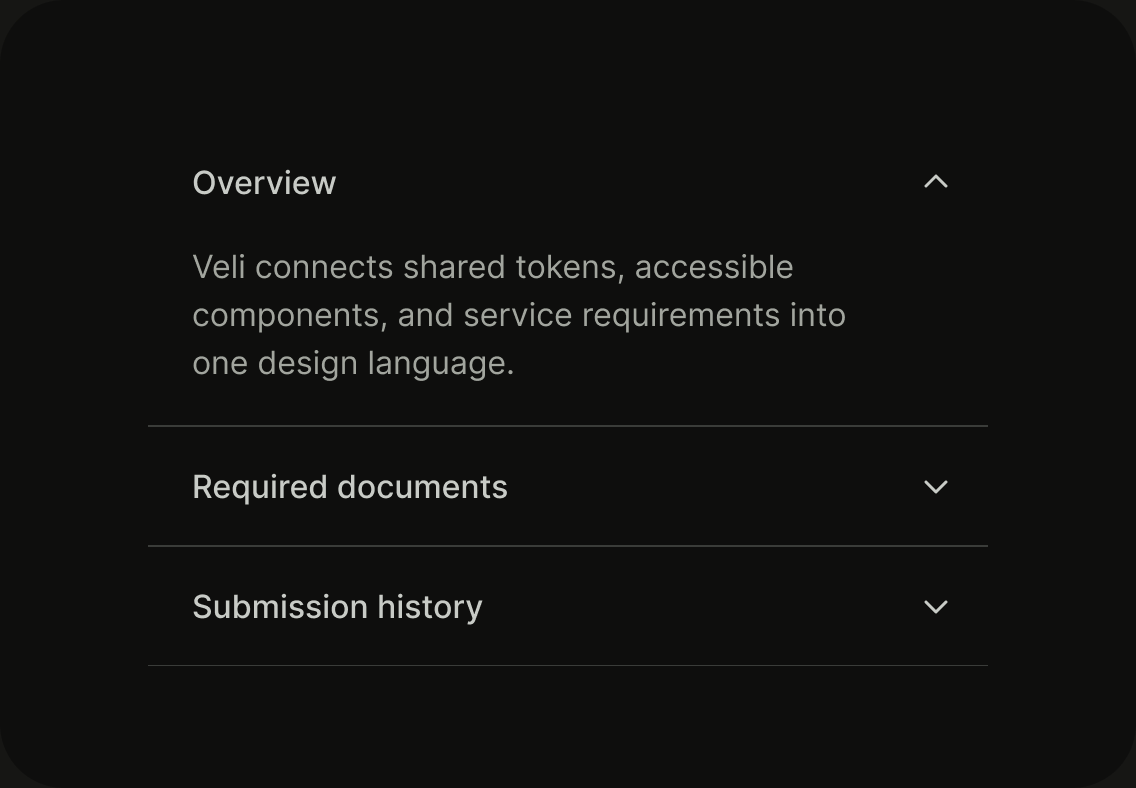 Overview
Veli connects shared tokens, accessible
components, and service requirements into
one design language.
Required documents
Submission history